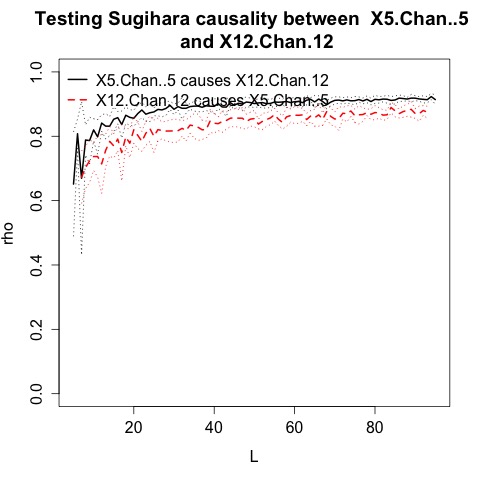 Testing Sugihara causality between  X5.Chan..5
and X12.Chan.12
X5.Chan..5 causes X12.Chan.12
X12.Chan.12 causes X5.Chan..5
1.0
0.8
0.6
0.4
0.2
0.0
rho
20
40
60
80
L